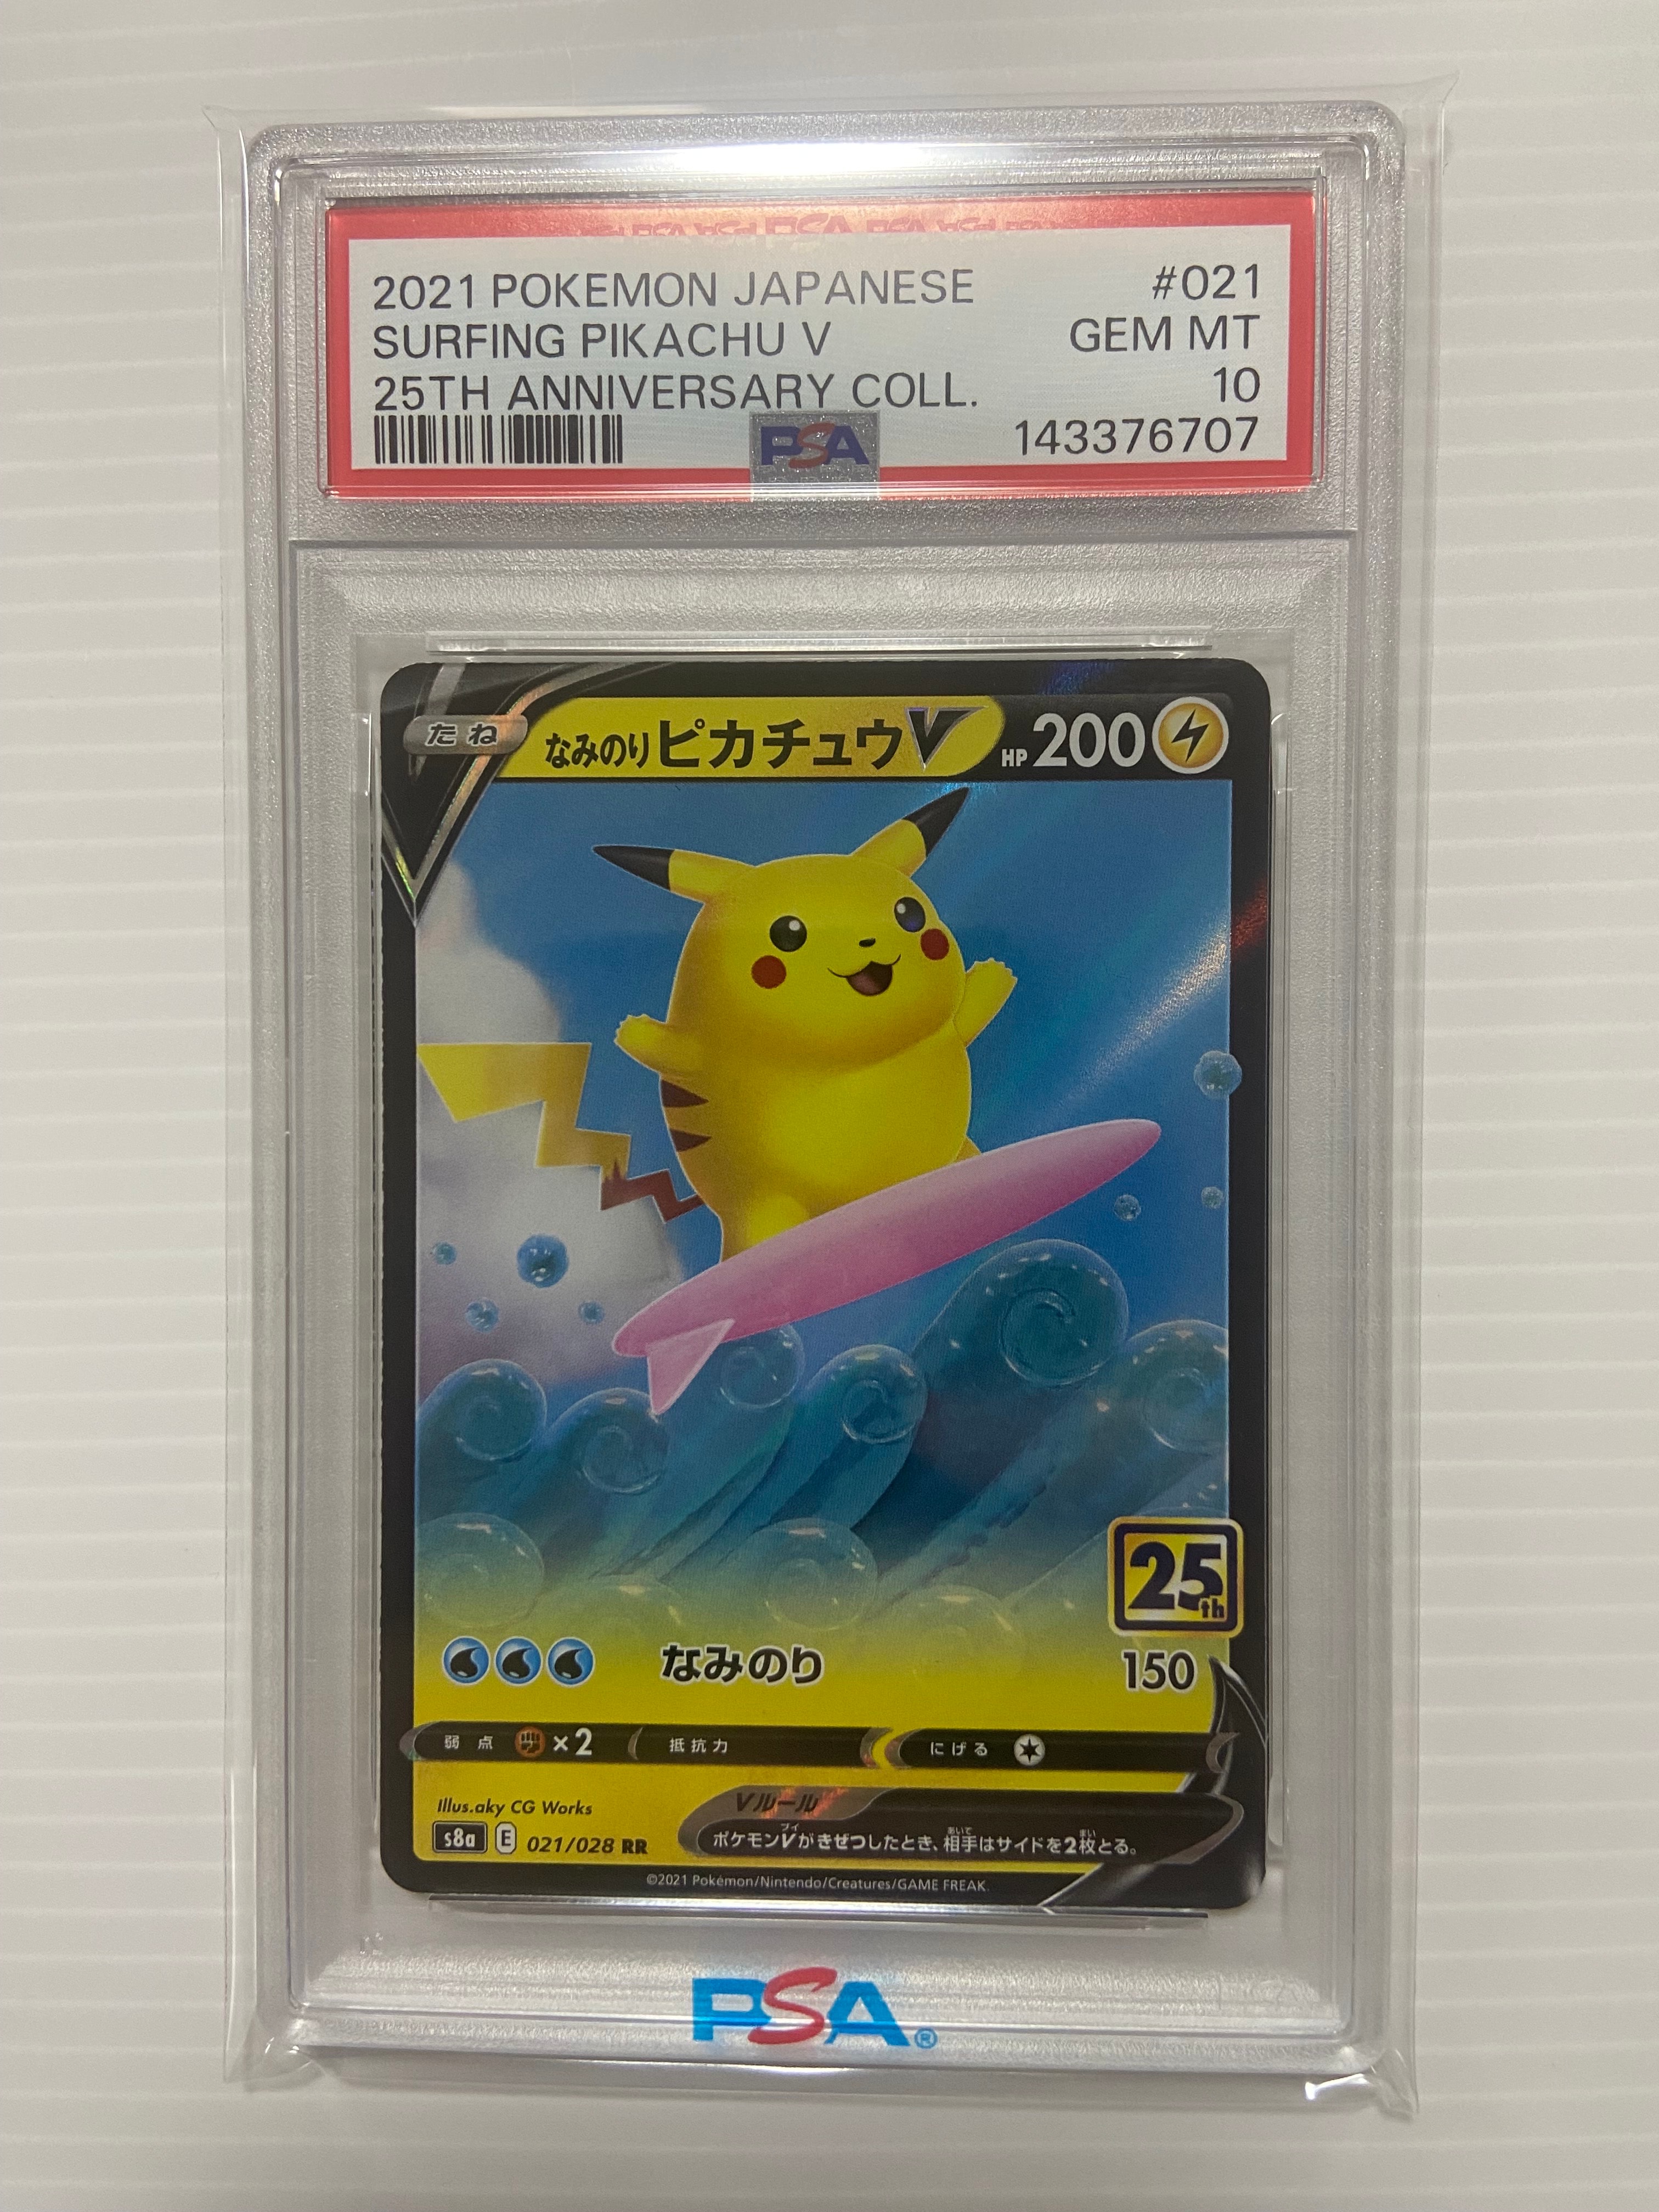 2021 POKEMON JAPANESE #021
SURFING PIKACHU V GEM MT
25TH ANNIVERSARY COLL. 10
PSA 143376707
たね なみのりピカチュウV HP 200
25th
なみのり 150
弱点 ×2 抵抗力 にげる
Illus.aky CG Works Vルール
s8a E 021/028 RR ポケモンVがきぜつしたとき、相手はサイドを2枚とる。
©2021 Pokémon/Nintendo/Creatures/GAME FREAK.
PSA®